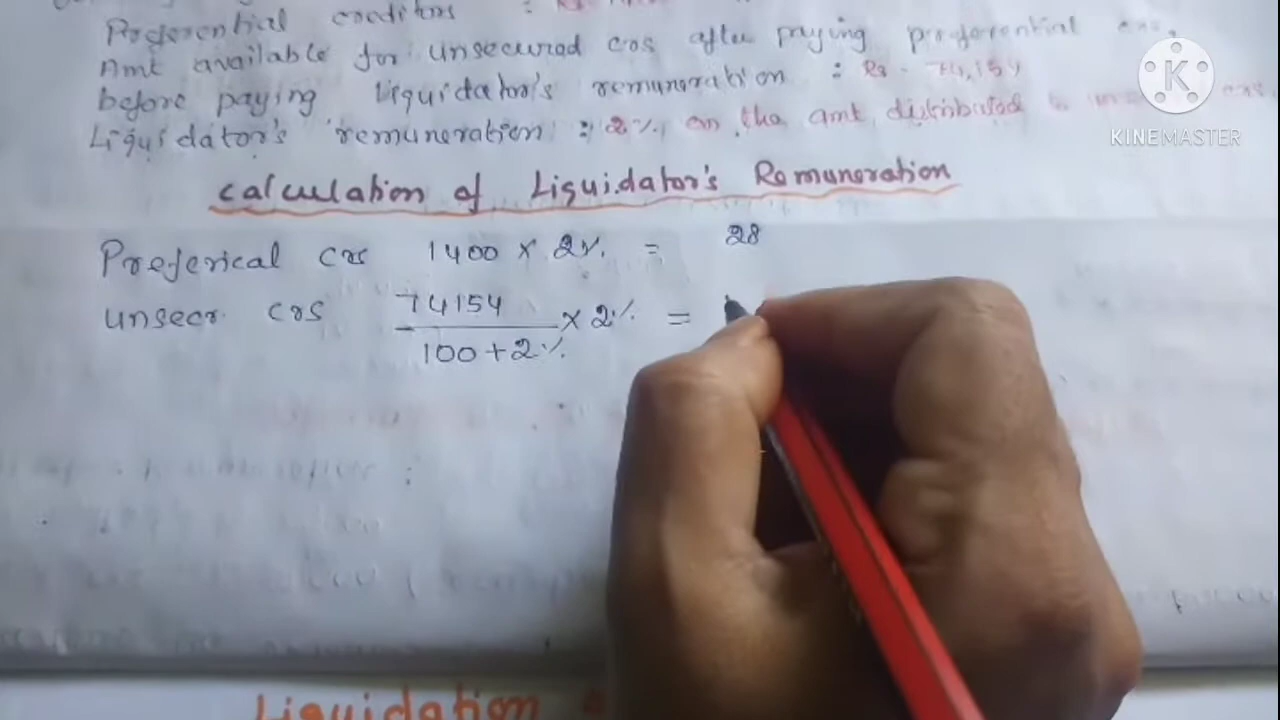 Preferential creditors :
Amt available for unsecured crs after paying preferential crs,
before paying liquidator's remuneration : Rs. 74,154
Liquidator's remuneration : 2% on the amt distributed to
KINEMASTER
Calculation of Liquidator's Remuneration
Preferical crs 1400 x 2% = 28
unsecr. crs 74154 / 100+2% x 2% =
Liquidation